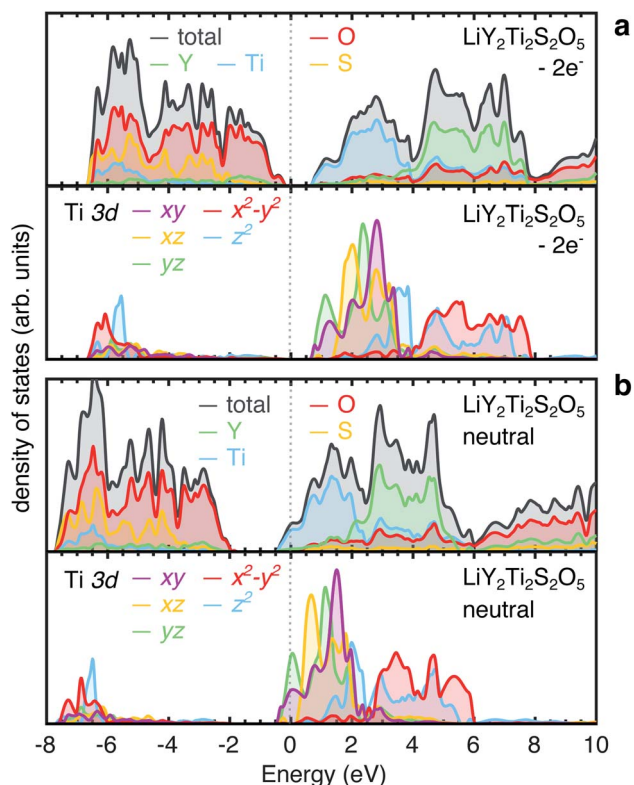 — total — O LiY₂Ti₂S₂O₅ a
— Y — Ti — S - 2e⁻
Ti 3d — xy — x²-y² LiY₂Ti₂S₂O₅
— xz — z² - 2e⁻
— yz
density of states (arb. units)
— total — O LiY₂Ti₂S₂O₅ b
— Y — S neutral
— Ti
Ti 3d — xy — x²-y² LiY₂Ti₂S₂O₅
— xz — z² neutral
— yz
-8 -6 -4 -2 0 2 4 6 8 10
Energy (eV)